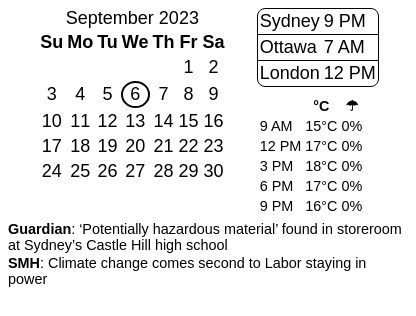 September 2023
Su Mo Tu We Th Fr Sa
1 2
3 4 5 6 7 8 9
10 11 12 13 14 15 16
17 18 19 20 21 22 23
24 25 26 27 28 29 30
Sydney 9 PM
Ottawa 7 AM
London 12 PM
°C ☂
9 AM 15°C 0%
12 PM 17°C 0%
3 PM 18°C 0%
6 PM 17°C 0%
9 PM 16°C 0%
Guardian: ‘Potentially hazardous material’ found in storeroom
at Sydney’s Castle Hill high school
SMH: Climate change comes second to Labor staying in
power